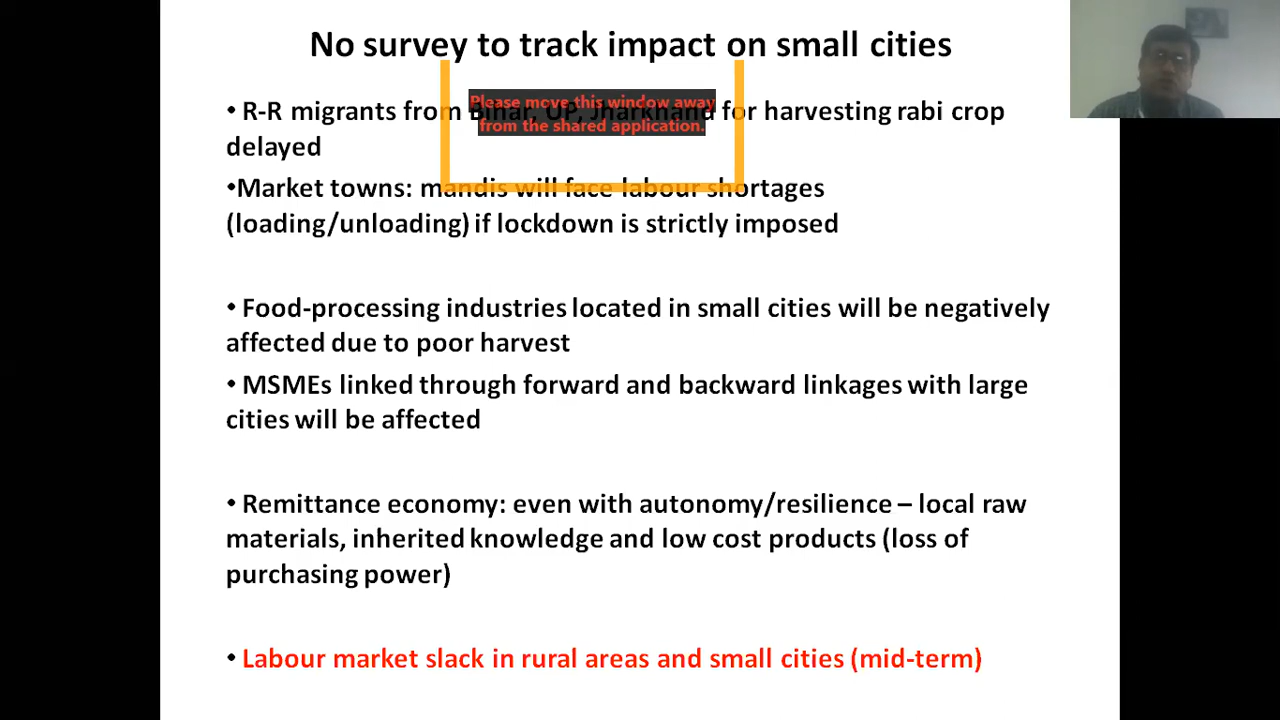 No survey to track impact on small cities
• R-R migrants from Bihar, UP, Jharkhand for harvesting rabi crop
Please move this window away
from the shared application.
delayed
•Market towns: mandis will face labour shortages
(loading/unloading) if lockdown is strictly imposed
• Food-processing industries located in small cities will be negatively
affected due to poor harvest
• MSMEs linked through forward and backward linkages with large
cities will be affected
• Remittance economy: even with autonomy/resilience – local raw
materials, inherited knowledge and low cost products (loss of
purchasing power)
• Labour market slack in rural areas and small cities (mid-term)